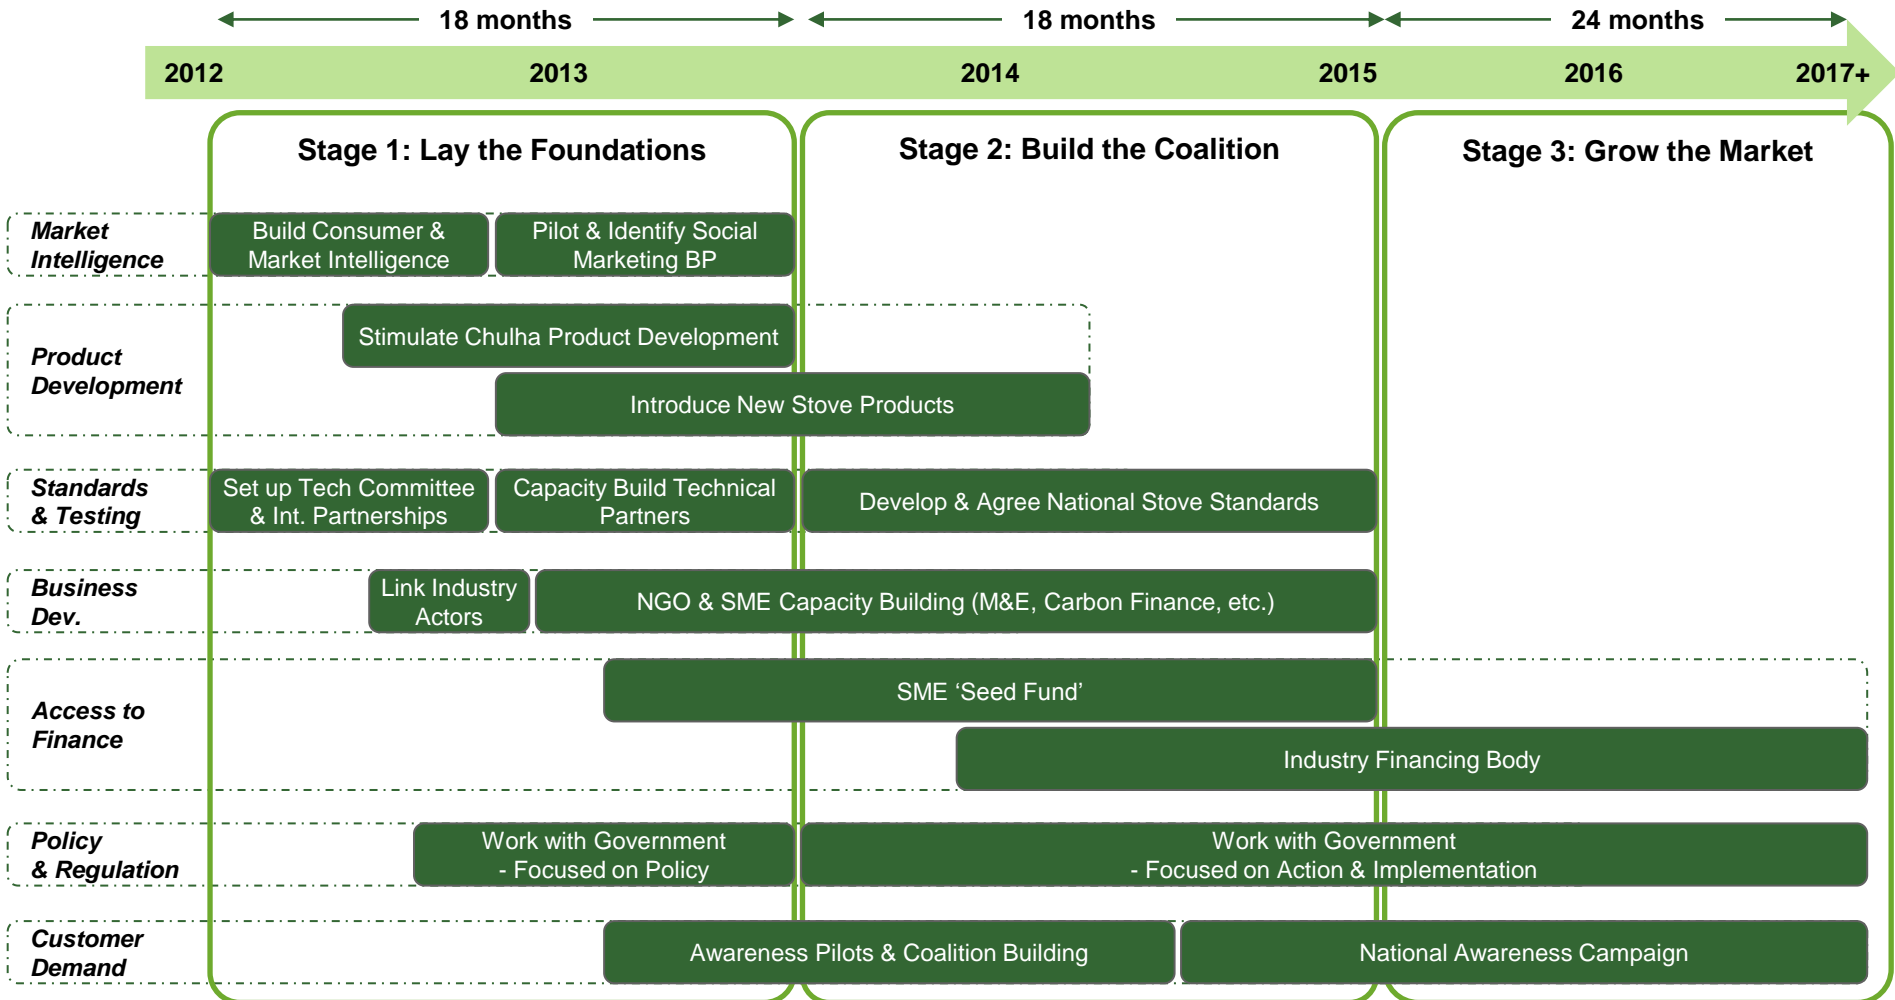 18 months
18 months
24 months
2012
2013
2014
2015
2016
2017+
Stage 1: Lay the Foundations
Stage 2: Build the Coalition
Stage 3: Grow the Market
Market
Intelligence
Build Consumer &
Market Intelligence
Pilot & Identify Social
Marketing BP
Product
Development
Stimulate Chulha Product Development
Introduce New Stove Products
Standards
& Testing
Set up Tech Committee
& Int. Partnerships
Capacity Build Technical
Partners
Develop & Agree National Stove Standards
Business
Dev.
Link Industry
Actors
NGO & SME Capacity Building (M&E, Carbon Finance, etc.)
Access to
Finance
SME ‘Seed Fund’
Industry Financing Body
Policy
& Regulation
Work with Government
- Focused on Policy
Work with Government
- Focused on Action & Implementation
Customer
Demand
Awareness Pilots & Coalition Building
National Awareness Campaign